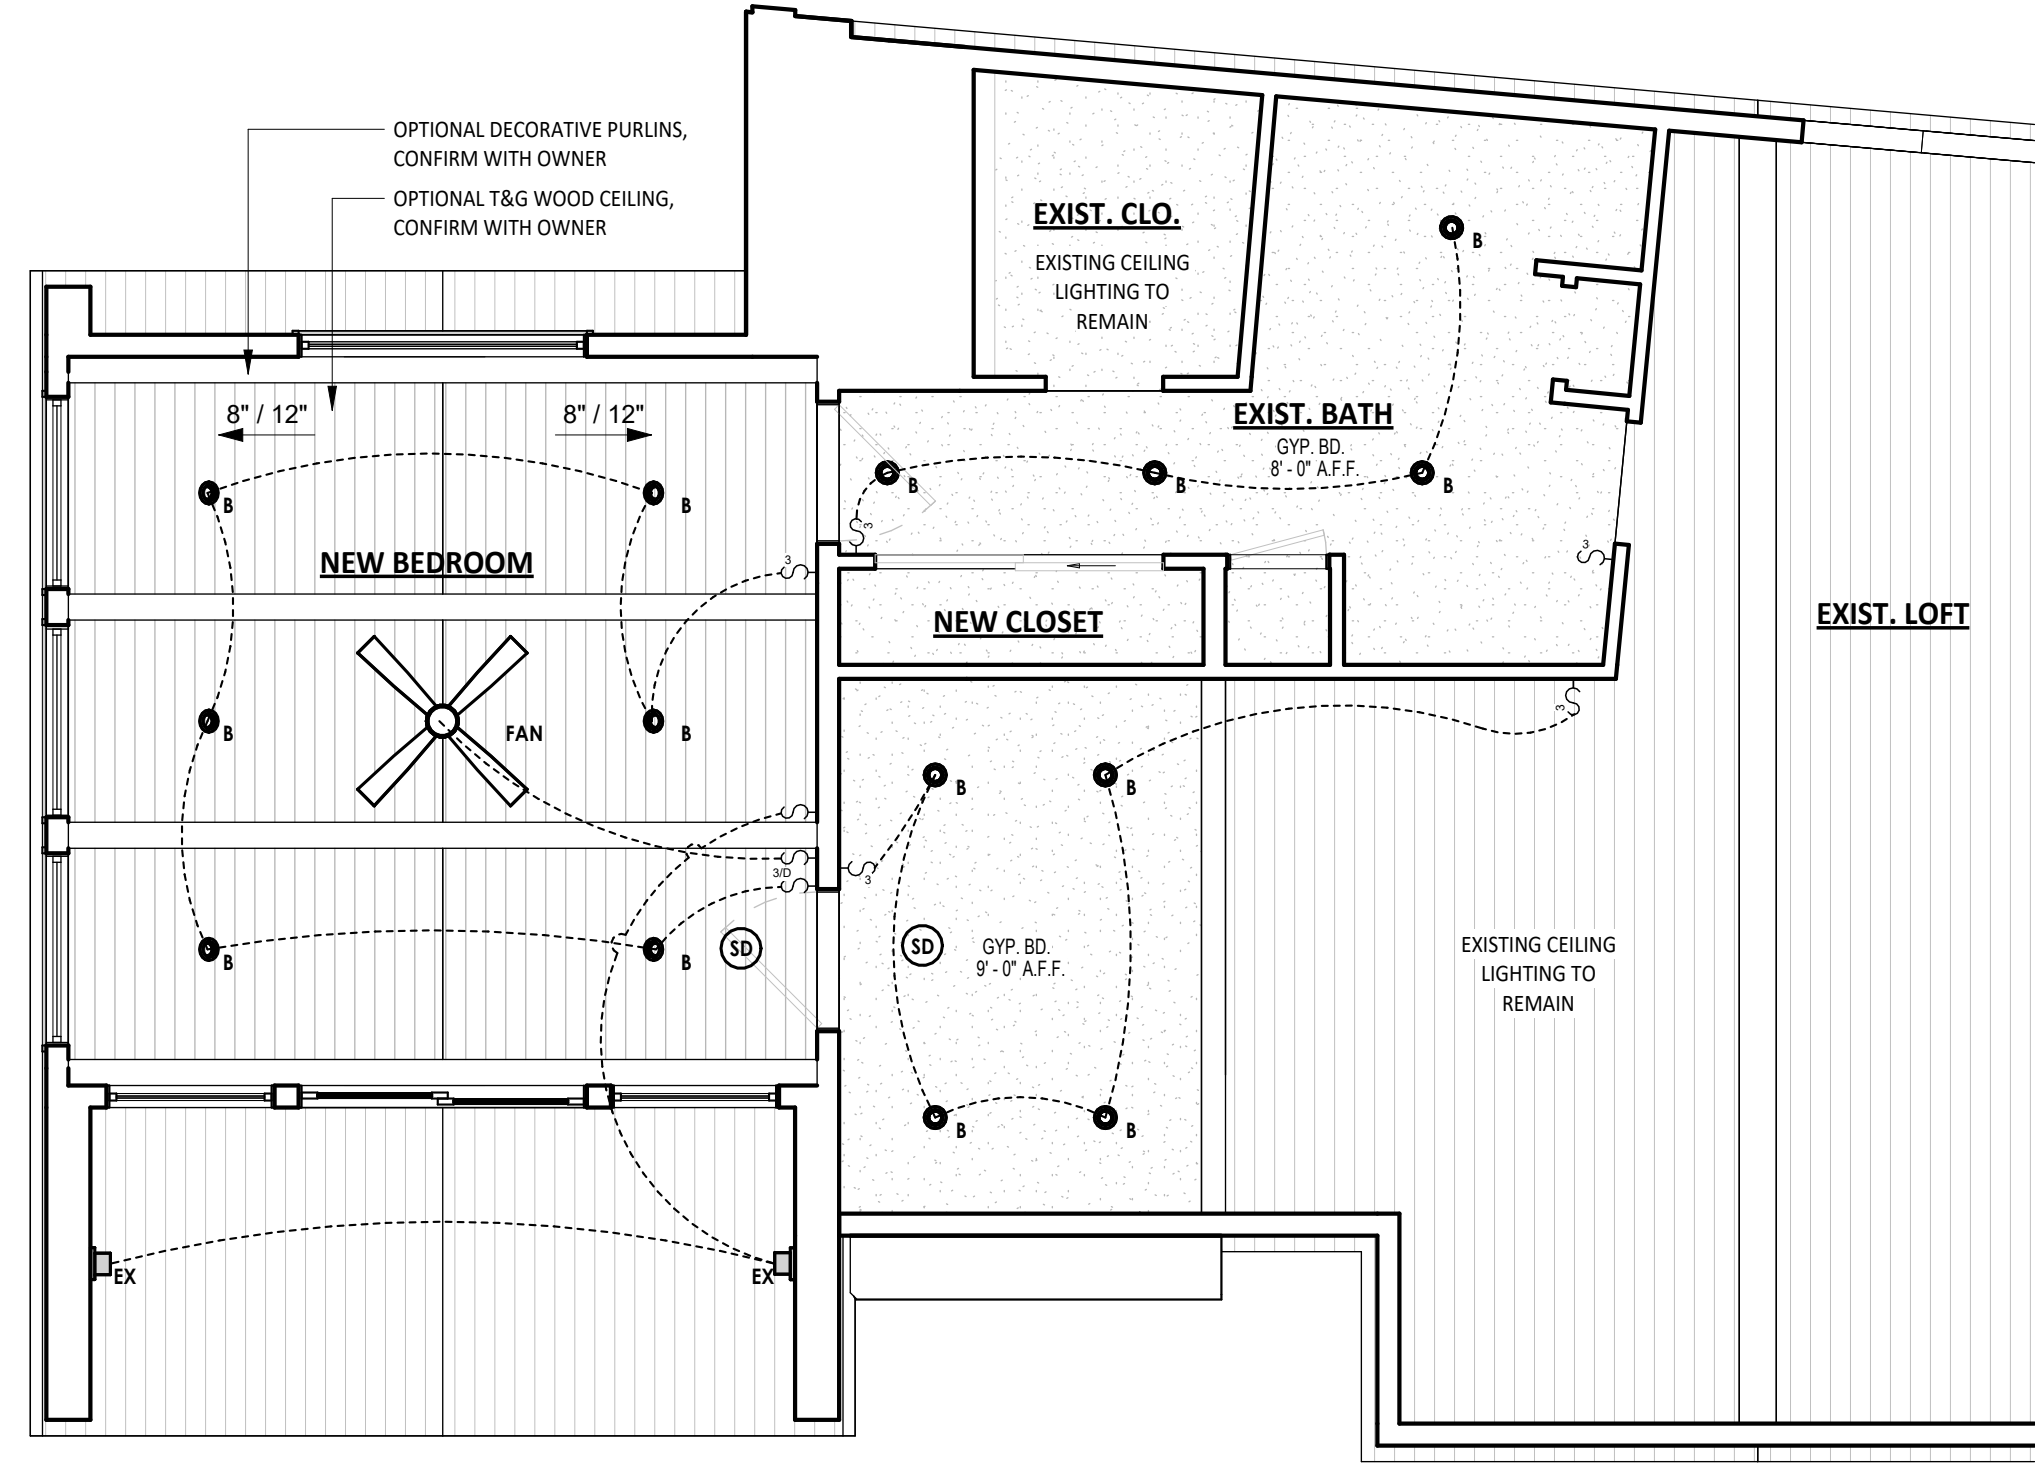 OPTIONAL DECORATIVE PURLINS,
CONFIRM WITH OWNER
OPTIONAL T&G WOOD CEILING,
CONFIRM WITH OWNER
EXIST. CLO.
EXISTING CEILING
LIGHTING TO
REMAIN
B
8" / 12"
8" / 12"
EXIST. BATH
GYP. BD.
8' - 0" A.F.F.
B
B
B
B
B
3
NEW BEDROOM
3
3
NEW CLOSET
EXIST. LOFT
3
B
FAN
B
B
B
3/D
3
B
B
SD
SD
GYP. BD.
9' - 0" A.F.F.
EXISTING CEILING
LIGHTING TO
REMAIN
B
B
EX
EX